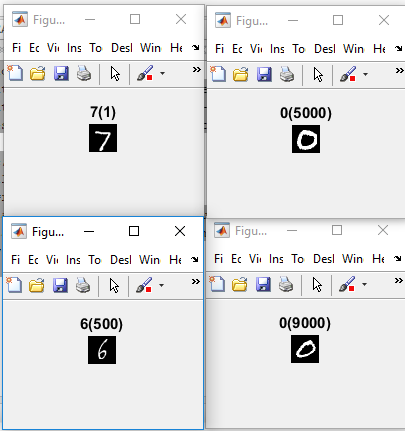 Figu...
Fi Ec Vi Ins To Desl Win He
7(1)
7
Figu...
Fi Ec Vi Ins To Desl Win He
0(5000)
0
Figu...
Fi Ec Vi Ins To Desl Win He
6(500)
6
Figu...
Fi Ec Vi Ins To Desl Win He
0(9000)
0